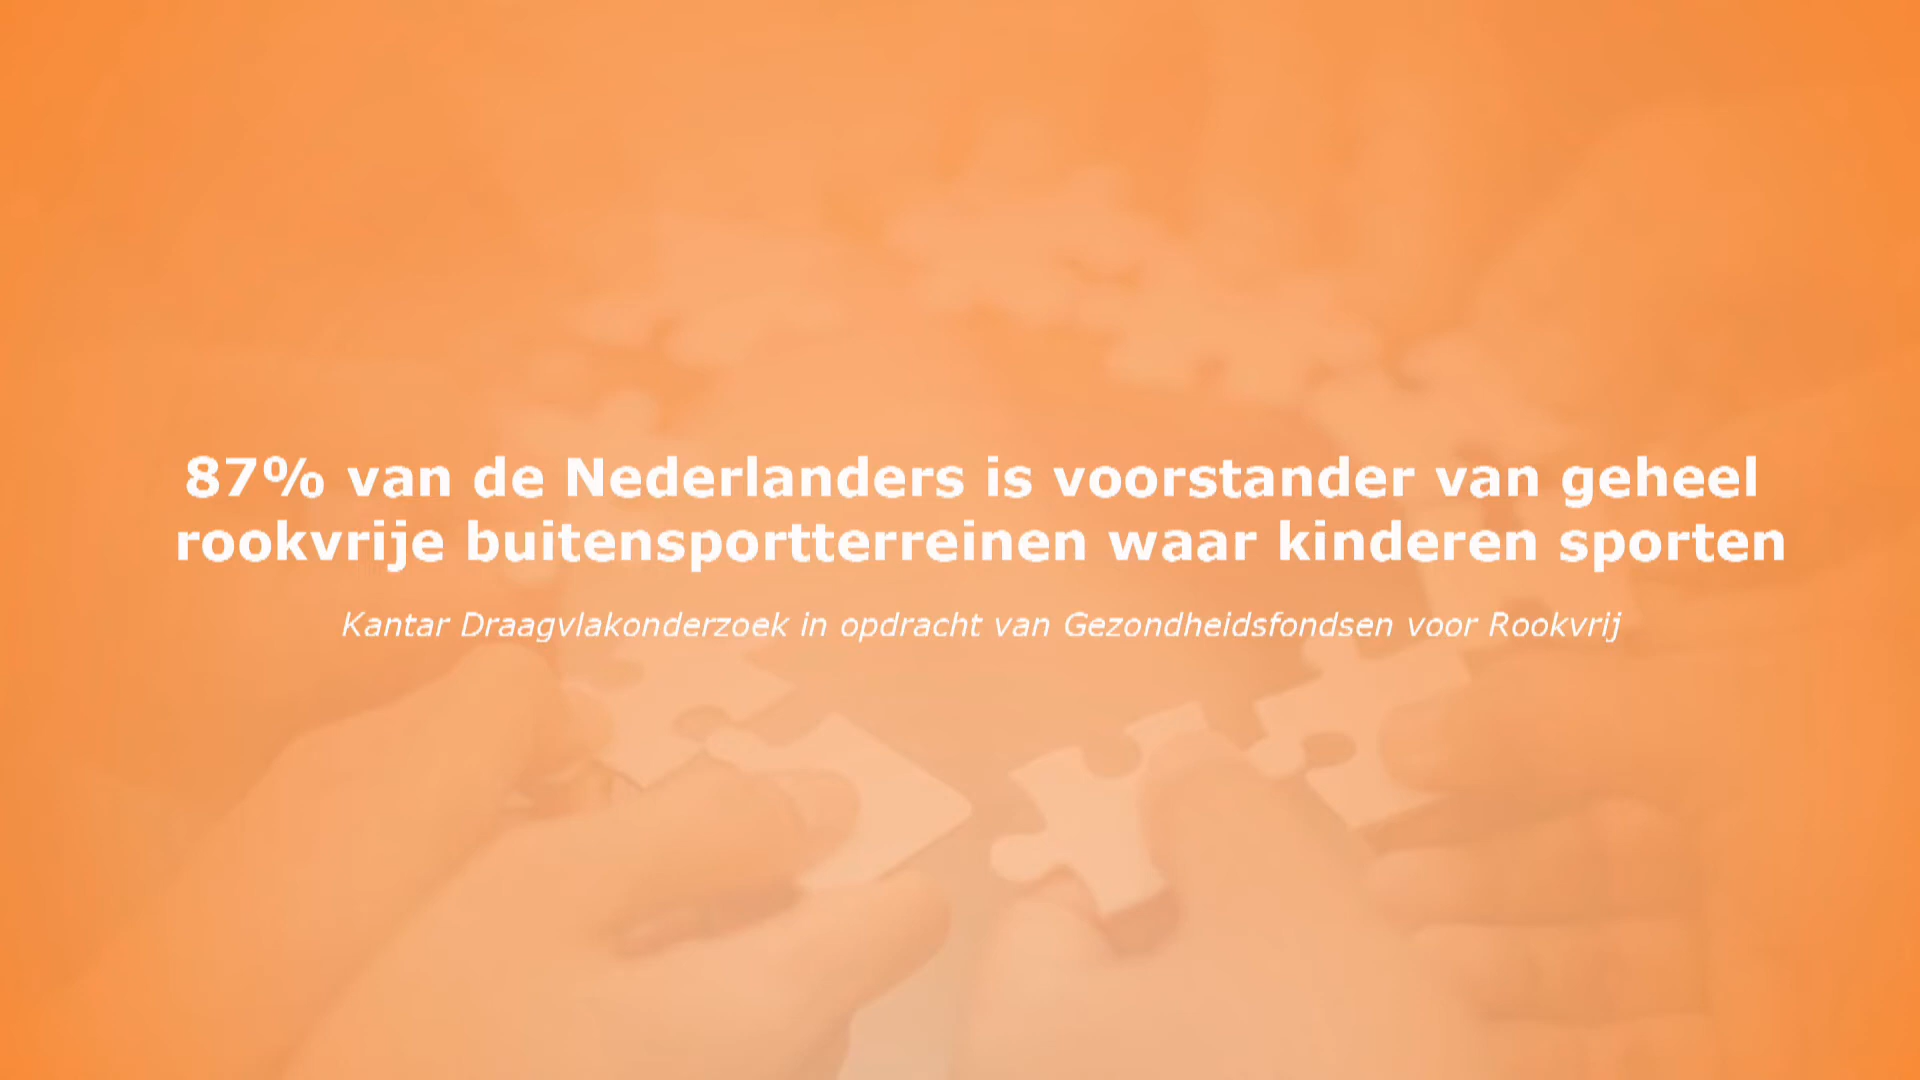 87% van de Nederlanders is voorstander van geheel
rookvrije buitensportterreinen waar kinderen sporten
Kantar Draagvlakonderzoek in opdracht van Gezondheidsfondsen voor Rookvrij